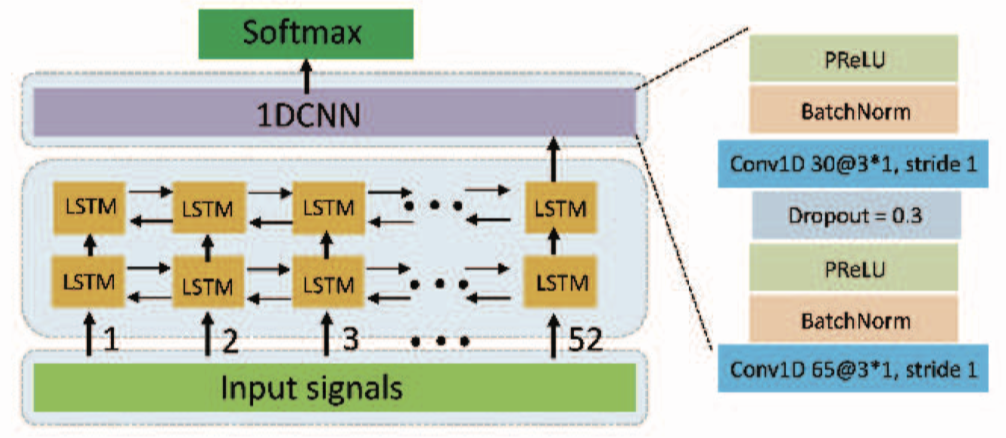 Softmax
1DCNN
LSTM LSTM LSTM • • • LSTM
LSTM LSTM LSTM • • • LSTM
1 2 3 • • • 52
Input signals
PReLU
BatchNorm
Conv1D 30@3*1, stride 1
Dropout = 0.3
PReLU
BatchNorm
Conv1D 65@3*1, stride 1